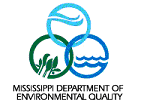 MISSISSIPPI DEPARTMENT OF
ENVIRONMENTAL QUALITY